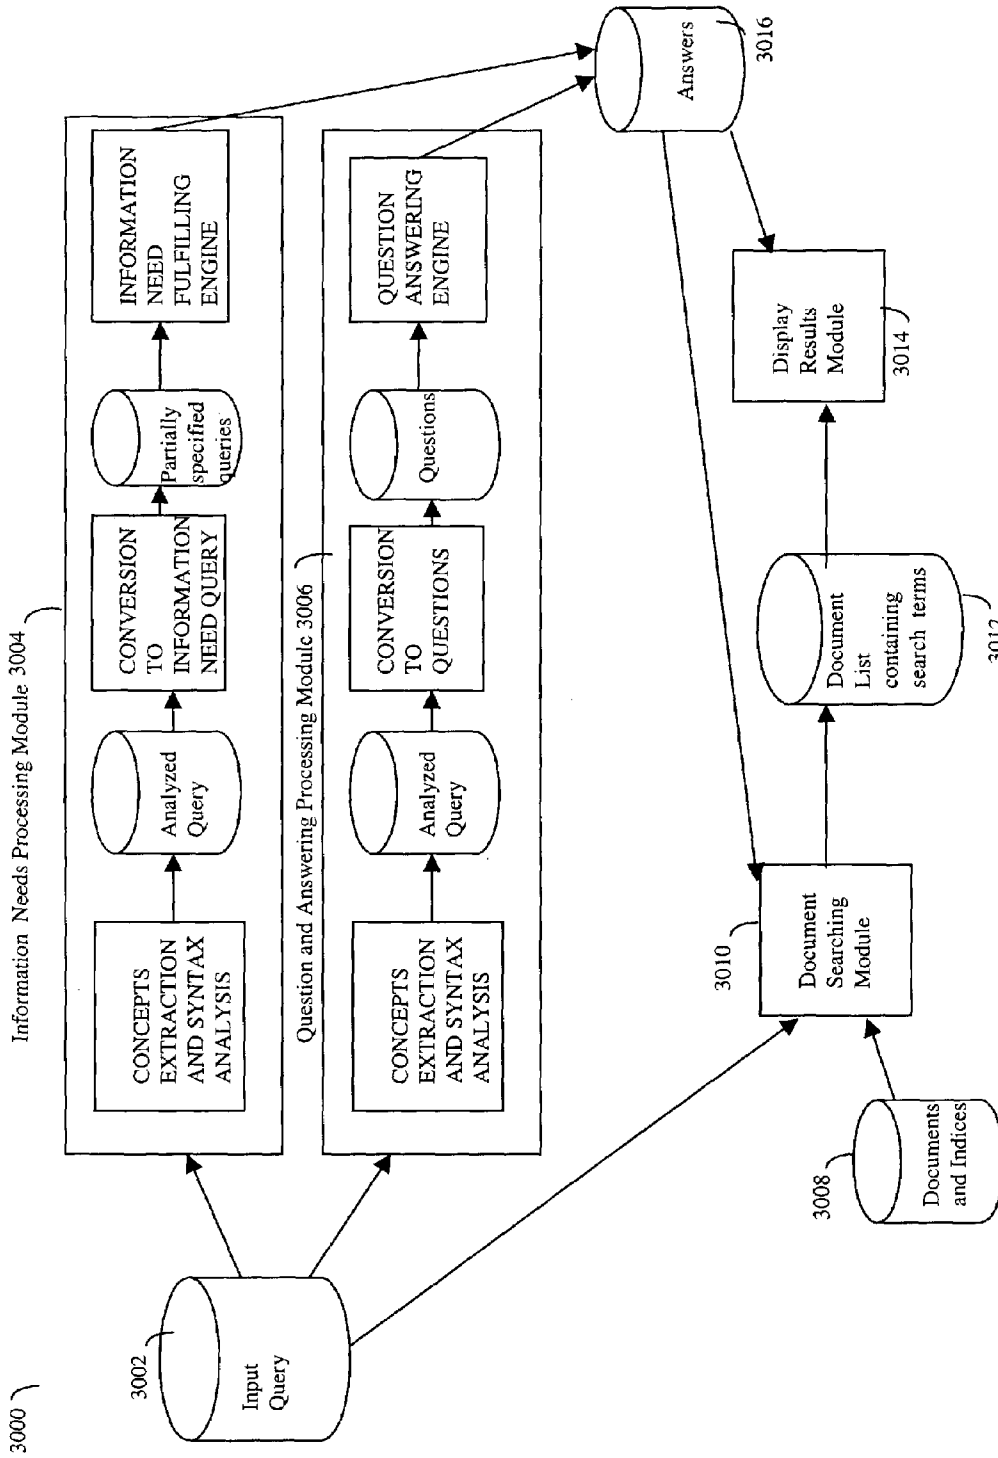 3000
Information Needs Processing Module 3004
CONCEPTS
EXTRACTION
AND SYNTAX
ANALYSIS
Analyzed
Query
CONVERSION
TO
INFORMATION
NEED QUERY
Partially
specified
queries
INFORMATION
NEED
FULFILLING
ENGINE
3002
Input
Query
Question and Answering Processing Module 3006
CONCEPTS
EXTRACTION
AND SYNTAX
ANALYSIS
Analyzed
Query
CONVERSION
TO
QUESTIONS
Questions
QUESTION
ANSWERING
ENGINE
Answers
3016
3008
Documents
and Indices
3010
Document
Searching
Module
Document
List
containing
search terms
Display
Results
Module
3014